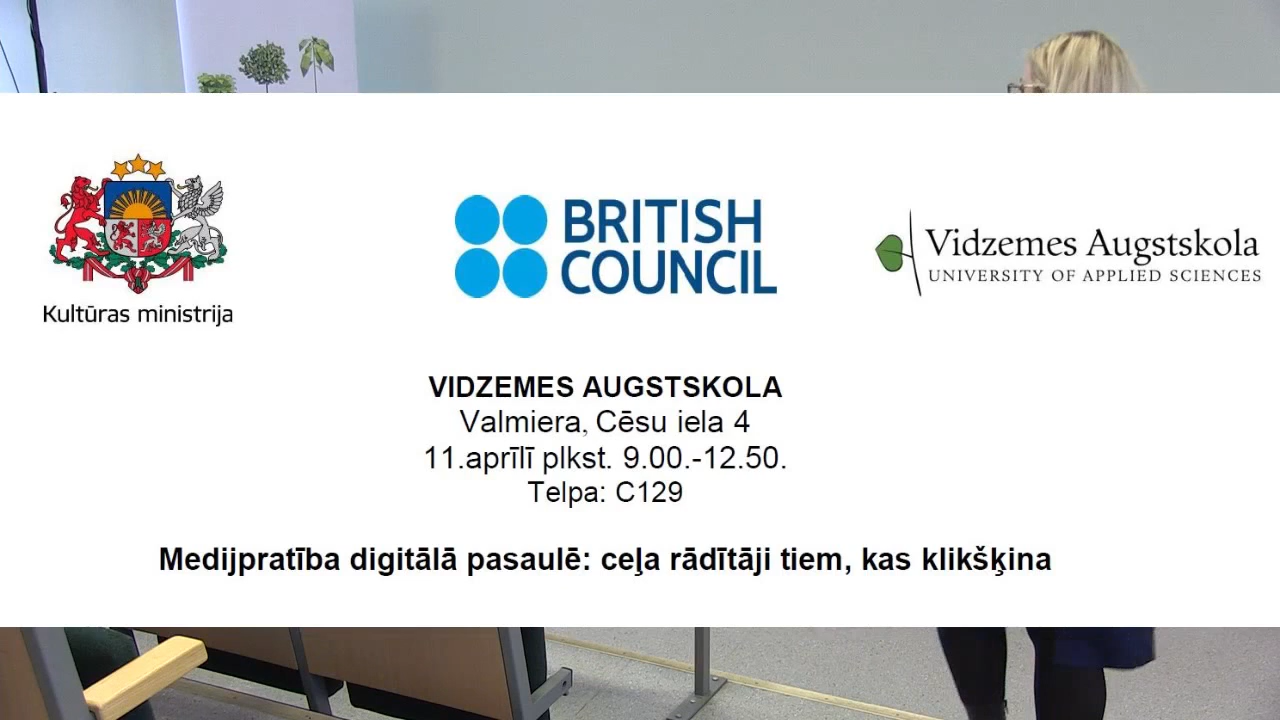 Kultūras ministrija
BRITISH
COUNCIL
Vidzemes Augstskola
UNIVERSITY OF APPLIED SCIENCES
VIDZEMES AUGSTSKOLA
Valmiera, Cēsu iela 4
11.aprīlī plkst. 9.00.-12.50.
Telpa: C129
Medijpratība digitālā pasaulē: ceļa rādītāji tiem, kas klikšķina